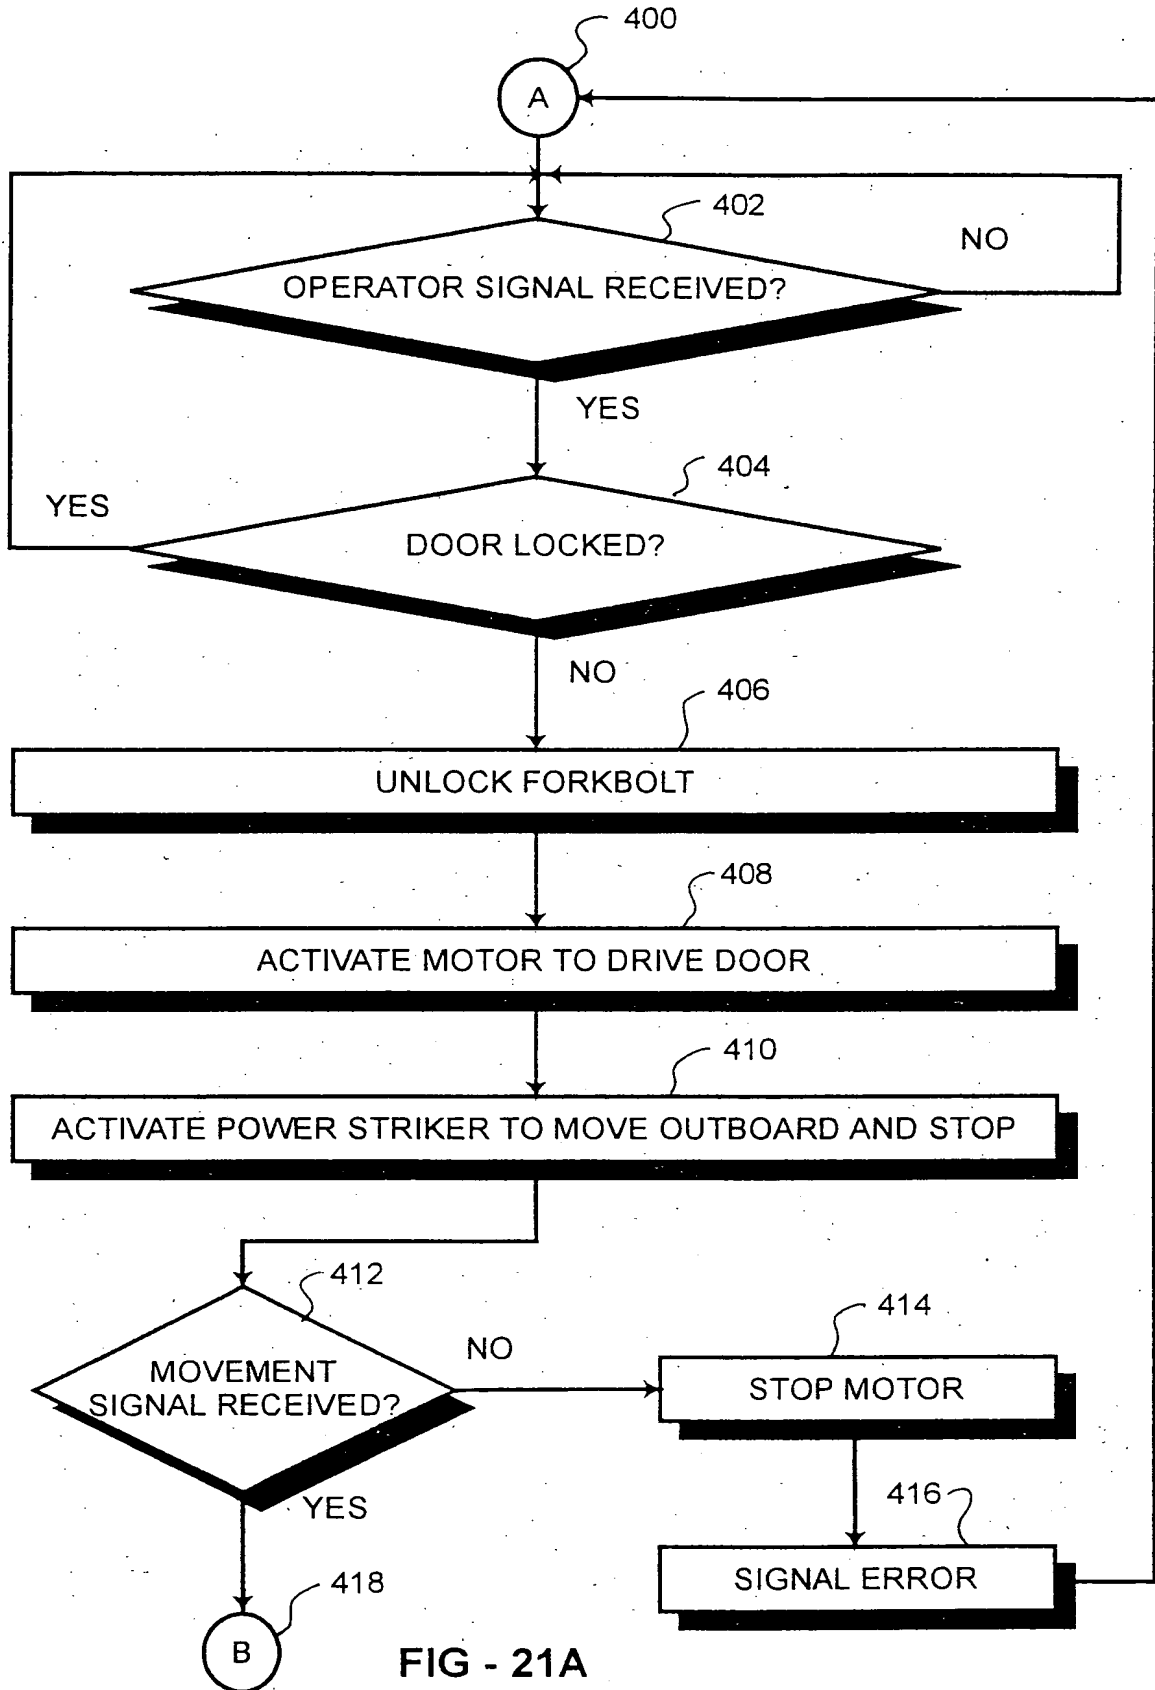 400
A
402
NO
OPERATOR SIGNAL RECEIVED?
YES
404
YES
DOOR LOCKED?
NO
406
UNLOCK FORKBOLT
408
ACTIVATE MOTOR TO DRIVE DOOR
410
ACTIVATE POWER STRIKER TO MOVE OUTBOARD AND STOP
412
MOVEMENT
SIGNAL RECEIVED?
NO
414
STOP MOTOR
YES
416
SIGNAL ERROR
418
B
FIG - 21A